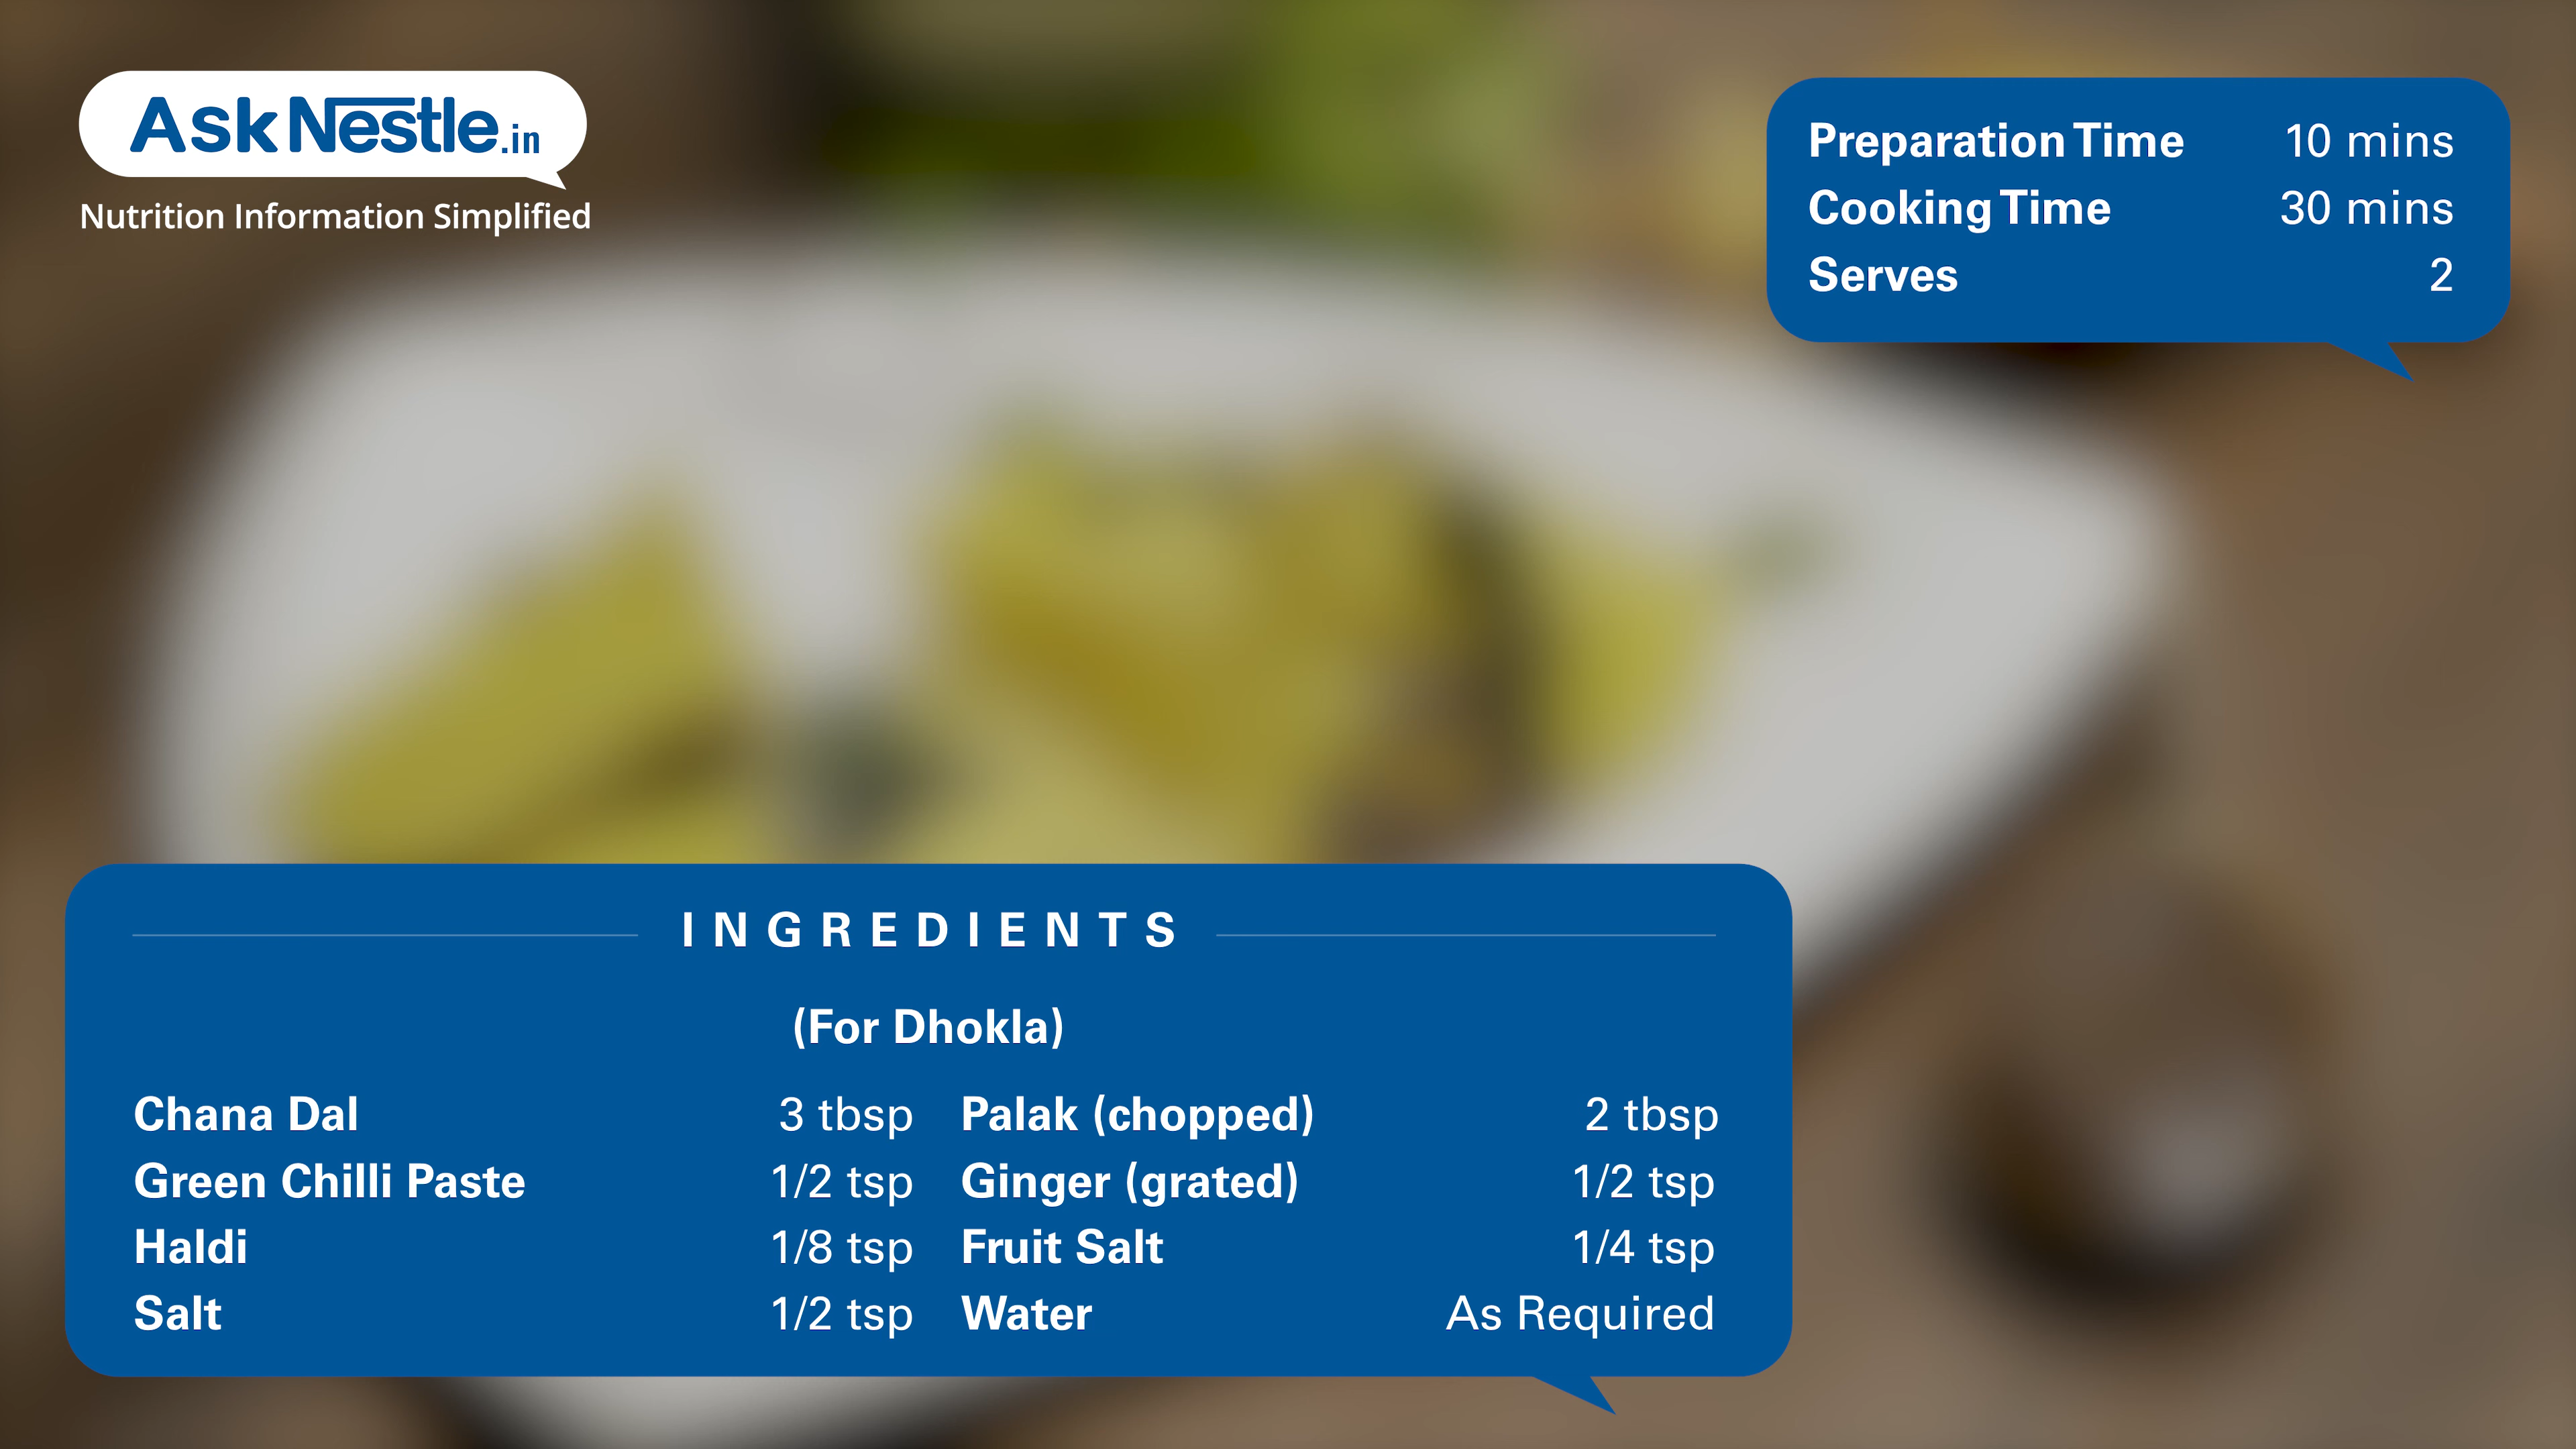 Ask Nestle.in
Nutrition Information Simplified
Preparation Time 10 mins
Cooking Time 30 mins
Serves 2
INGREDIENTS
(For Dhokla)
Chana Dal 3 tbsp Palak (chopped) 2 tbsp
Green Chilli Paste 1/2 tsp Ginger (grated) 1/2 tsp
Haldi 1/8 tsp Fruit Salt 1/4 tsp
Salt 1/2 tsp Water As Required